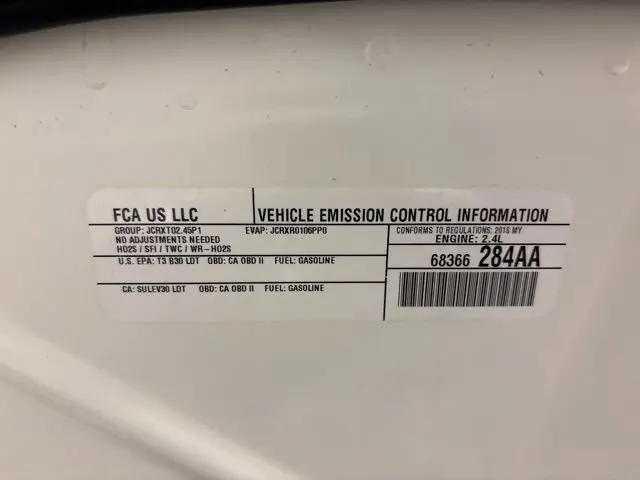 FCA US LLC
VEHICLE EMISSION CONTROL INFORMATION
GROUP: JCRXT02.45P1 EVAP: JCRXR0106PP0
NO ADJUSTMENTS NEEDED
HO2S / SFI / TWC / WR-HO2S
CONFORMS TO REGULATIONS: 2018 MY
ENGINE: 2.4L
U.S. EPA: T3 B30 LDT OBD: CA OBD II FUEL: GASOLINE
68366 284AA
CA: SULEV30 LDT OBD: CA OBD II FUEL: GASOLINE